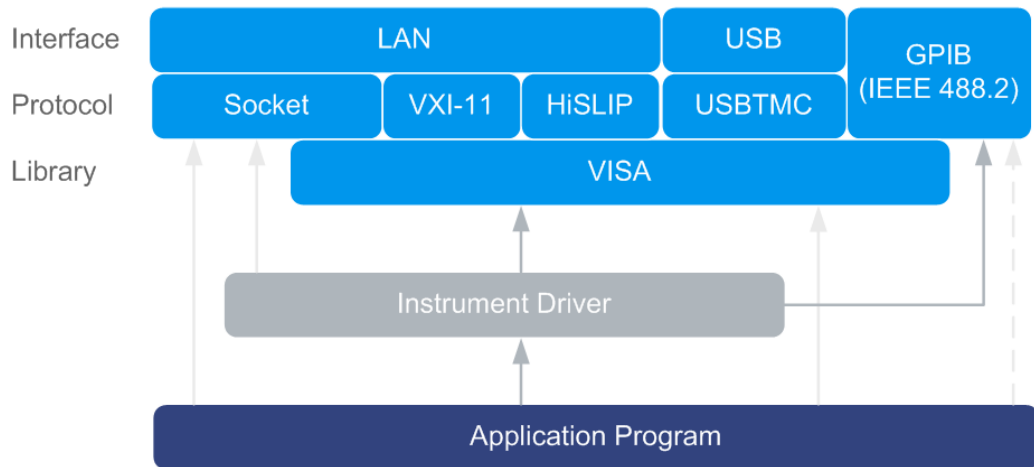 Interface
LAN
USB
GPIB
(IEEE 488.2)
Protocol
Socket
VXI-11
HiSLIP
USBTMC
Library
VISA
Instrument Driver
Application Program